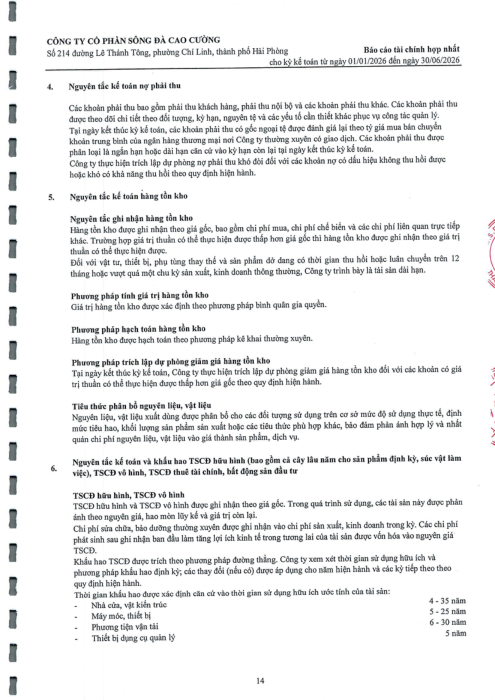 CÔNG TY CỔ PHẦN SÔNG ĐÀ CAO CƯỜNG
Số 214 đường Lê Thánh Tông, phường Chí Linh, thành phố Hải Phòng
Báo cáo tài chính hợp nhất
cho kỳ kế toán từ ngày 01/01/2026 đến ngày 30/06/2026
4. Nguyên tắc kế toán nợ phải thu
Các khoản phải thu bao gồm phải thu khách hàng, phải thu nội bộ và các khoản phải thu khác. Các khoản phải thu
được theo dõi chi tiết theo đối tượng, kỳ hạn, nguyên tệ và các yếu tố cần thiết khác phục vụ công tác quản lý.
Tại ngày kết thúc kỳ kế toán, các khoản phải thu có gốc ngoại tệ được đánh giá lại theo tỷ giá mua bán chuyển
khoản trung bình của ngân hàng thương mại nơi Công ty thường xuyên có giao dịch. Các khoản phải thu được
phân loại là ngắn hạn hoặc dài hạn căn cứ vào kỳ hạn còn lại tại ngày kết thúc kỳ kế toán.
Công ty thực hiện trích lập dự phòng nợ phải thu khó đòi đối với các khoản nợ có dấu hiệu không thu hồi được
hoặc khó có khả năng thu hồi theo quy định hiện hành.
5. Nguyên tắc kế toán hàng tồn kho
Nguyên tắc ghi nhận hàng tồn kho
Hàng tồn kho được ghi nhận theo giá gốc, bao gồm chi phí mua, chi phí chế biến và các chi phí liên quan trực tiếp
khác. Trường hợp giá trị thuần có thể thực hiện được thấp hơn giá gốc thì hàng tồn kho được ghi nhận theo giá trị
thuần có thể thực hiện được.
Đối với vật tư, thiết bị, phụ tùng thay thế và sản phẩm dở dang có thời gian thu hồi hoặc luân chuyển trên 12
tháng hoặc vượt quá một chu kỳ sản xuất, kinh doanh thông thường, Công ty trình bày là tài sản dài hạn.
Phương pháp tính giá trị hàng tồn kho
Giá trị hàng tồn kho được xác định theo phương pháp bình quân gia quyền.
Phương pháp hạch toán hàng tồn kho
Hàng tồn kho được hạch toán theo phương pháp kê khai thường xuyên.
Phương pháp trích lập dự phòng giảm giá hàng tồn kho
Tại ngày kết thúc kỳ kế toán, Công ty thực hiện trích lập dự phòng giảm giá hàng tồn kho đối với các khoản có giá
trị thuần có thể thực hiện được thấp hơn giá gốc theo quy định hiện hành.
Tiêu thức phân bổ nguyên liệu, vật liệu
Nguyên liệu, vật liệu xuất dùng được phân bổ cho các đối tượng sử dụng trên cơ sở mức độ sử dụng thực tế, định
mức tiêu hao, khối lượng sản phẩm sản xuất hoặc các tiêu thức phù hợp khác, bảo đảm phản ánh hợp lý và nhất
quán chi phí nguyên liệu, vật liệu vào giá thành sản phẩm, dịch vụ.
6. Nguyên tắc kế toán và khấu hao TSCĐ hữu hình (bao gồm cả cây lâu năm cho sản phẩm định kỳ, súc vật làm
việc), TSCĐ vô hình, TSCĐ thuê tài chính, bất động sản đầu tư
TSCĐ hữu hình, TSCĐ vô hình
TSCĐ hữu hình và TSCĐ vô hình được ghi nhận theo giá gốc. Trong quá trình sử dụng, các tài sản này được phản
ánh theo nguyên giá, hao mòn lũy kế và giá trị còn lại.
Chi phí sửa chữa, bảo dưỡng thường xuyên được ghi nhận vào chi phí sản xuất, kinh doanh trong kỳ. Các chi phí
phát sinh sau ghi nhận ban đầu làm tăng lợi ích kinh tế trong tương lai của tài sản được vốn hóa vào nguyên giá
TSCĐ.
Khấu hao TSCĐ được trích theo phương pháp đường thẳng. Công ty xem xét thời gian sử dụng hữu ích và
phương pháp khấu hao định kỳ; các thay đổi (nếu có) được áp dụng cho năm hiện hành và các kỳ tiếp theo theo
quy định hiện hành.
Thời gian khấu hao được xác định căn cứ vào thời gian sử dụng hữu ích ước tính của tài sản:
- Nhà cửa, vật kiến trúc 4 - 35 năm
- Máy móc, thiết bị 5 - 25 năm
- Phương tiện vận tải 6 - 30 năm
- Thiết bị dụng cụ quản lý 5 năm
14